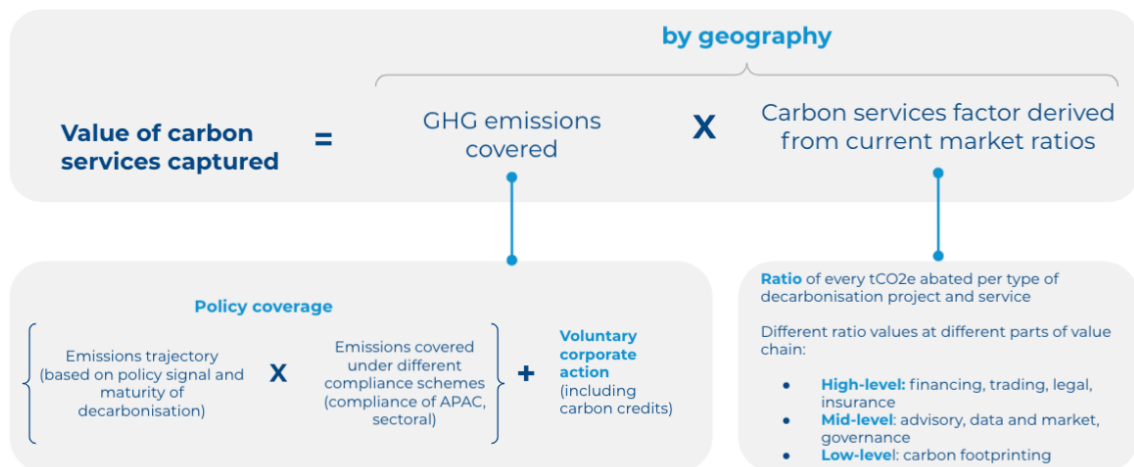 by geography
Value of carbon
services captured
=
GHG emissions
covered
X
Carbon services factor derived
from current market ratios
Policy coverage
Emissions trajectory
(based on policy signal and
maturity of
decarbonisation)
X
Emissions covered
under different
compliance schemes
(compliance of APAC,
sectoral)
+
Voluntary
corporate
action
(including
carbon credits)
Ratio of every tCO2e abated per type of
decarbonisation project and service
Different ratio values at different parts of value
chain:
● High-level: financing, trading, legal,
insurance
● Mid-level: advisory, data and market,
governance
● Low-level: carbon footprinting